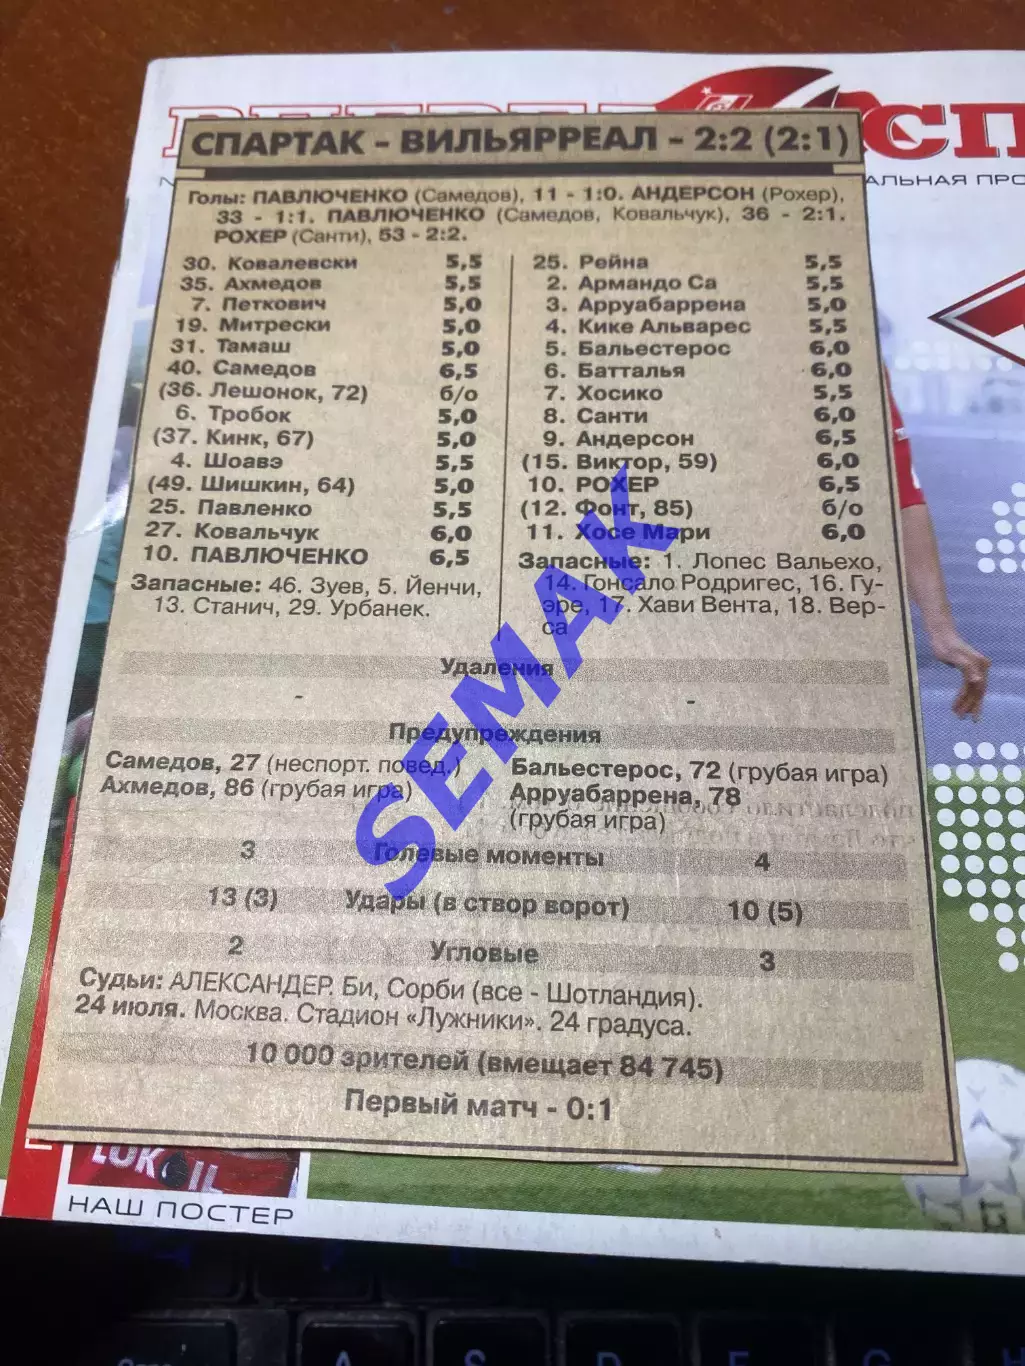 СП
АЛЬНАЯ ПРО
СПАРТАК - ВИЛЬЯРРЕАЛ - 2:2 (2:1)
Голы: ПАВЛЮЧЕНКО (Самедов), 11 - 1:0. АНДЕРСОН (Рохер),
33 - 1:1. ПАВЛЮЧЕНКО (Самедов, Ковальчук), 36 - 2:1.
РОХЕР (Санти), 53 - 2:2.
30. Ковалевски 5,5
35. Ахмедов 5,5
7. Петкович 5,0
19. Митрески 5,0
31. Тамаш 5,0
40. Самедов 6,5
(36. Лешонок, 72) б/о
6. Тробок 5,0
(37. Кинк, 67) 5,0
4. Шоавэ 5,5
(49. Шишкин, 64) 5,0
25. Павленко 5,5
27. Ковальчук 6,0
10. ПАВЛЮЧЕНКО 6,5
Запасные: 46. Зуев, 5. Йенчи,
13. Станич, 29. Урбанек.
25. Рейна 5,5
2. Армандо Са 5,5
3. Арруабаррена 5,0
4. Кике Альварес 5,5
5. Бальестерос 6,0
6. Батталья 6,0
7. Хосико 5,5
8. Санти 6,0
9. Андерсон 6,5
(15. Виктор, 59) 6,0
10. РОХЕР 6,5
(12. Фонт, 85) б/о
11. Хосе Мари 6,0
Запасные: 1. Лопес Вальехо,
14. Гонсало Родригес, 16. Гу-
эре, 17. Хави Вента, 18. Вер-
са
Удаления
- -
Предупреждения
Самедов, 27 (неспорт. повед.)
Ахмедов, 86 (грубая игра)
Бальестерос, 72 (грубая игра)
Арруабаррена, 78
(грубая игра)
3 Голевые моменты 4
13 (3) Удары (в створ ворот) 10 (5)
2 Угловые 3
Судьи: АЛЕКСАНДЕР. Би, Сорби (все - Шотландия).
24 июля. Москва. Стадион «Лужники». 24 градуса.
10 000 зрителей (вмещает 84 745)
Первый матч - 0:1
SEMAK
LUKOIL
НАШ ПОСТЕР
A S D F G H